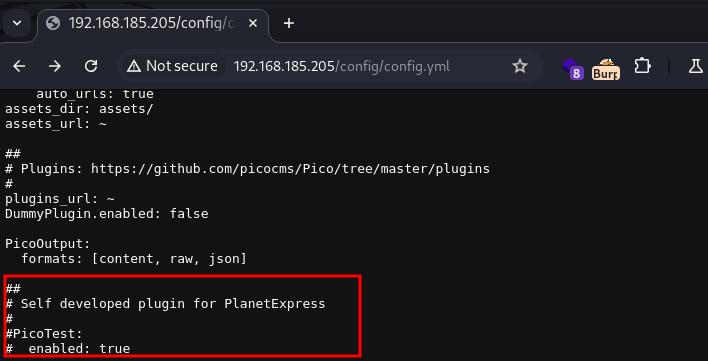 192.168.185.205/config/c
Not secure 192.168.185.205/config/config.yml
8
Burp
    auto_urls: true
assets_dir: assets/
assets_url: ~
##
# Plugins: https://github.com/picocms/Pico/tree/master/plugins
#
plugins_url: ~
DummyPlugin.enabled: false
PicoOutput:
  formats: [content, raw, json]
##
# Self developed plugin for PlanetExpress
#
#PicoTest:
#  enabled: true